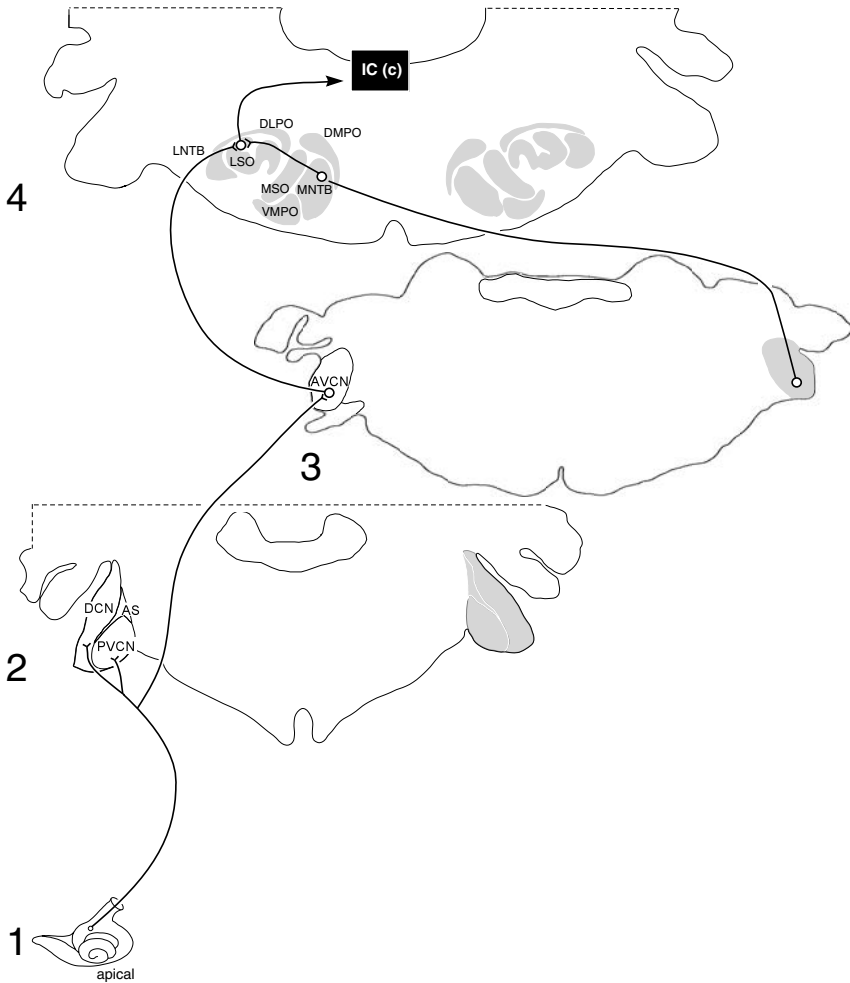 IC (c)
DLPO
DMPO
LNTB
LSO
MSO
MNTB
VMPO
4
AVCN
3
DCN
AS
PVCN
2
1
apical